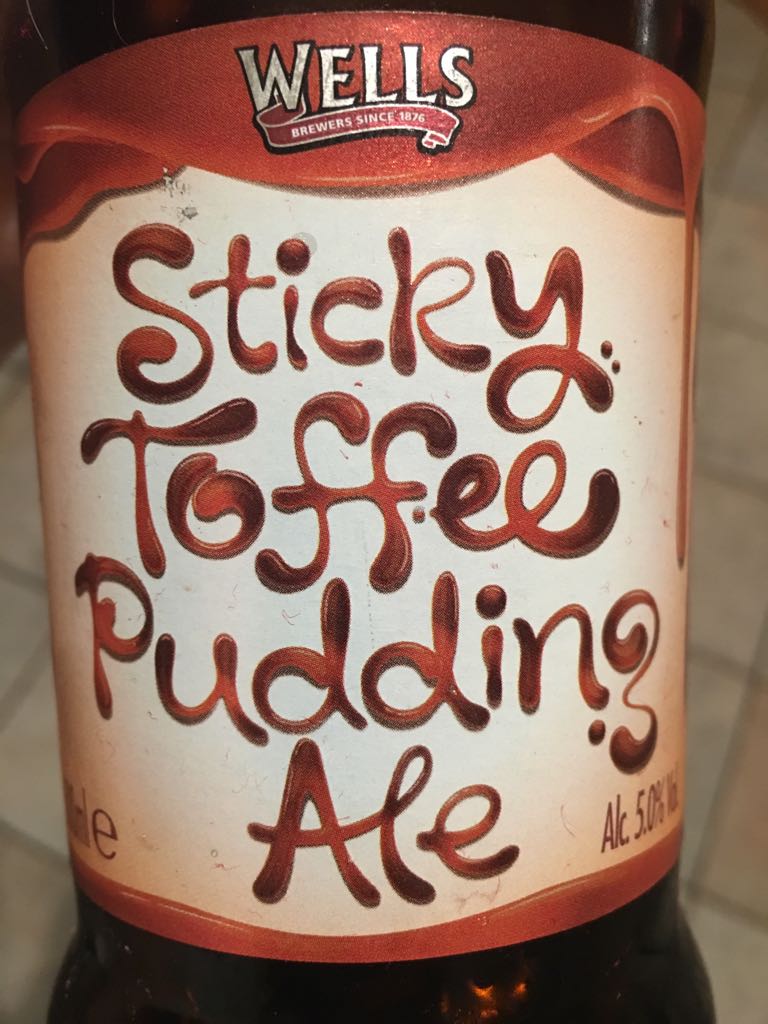 WELLS
BREWERS SINCE 1876
Sticky
Toffee
Pudding
Ale
e
Alc. 5.0% Vol